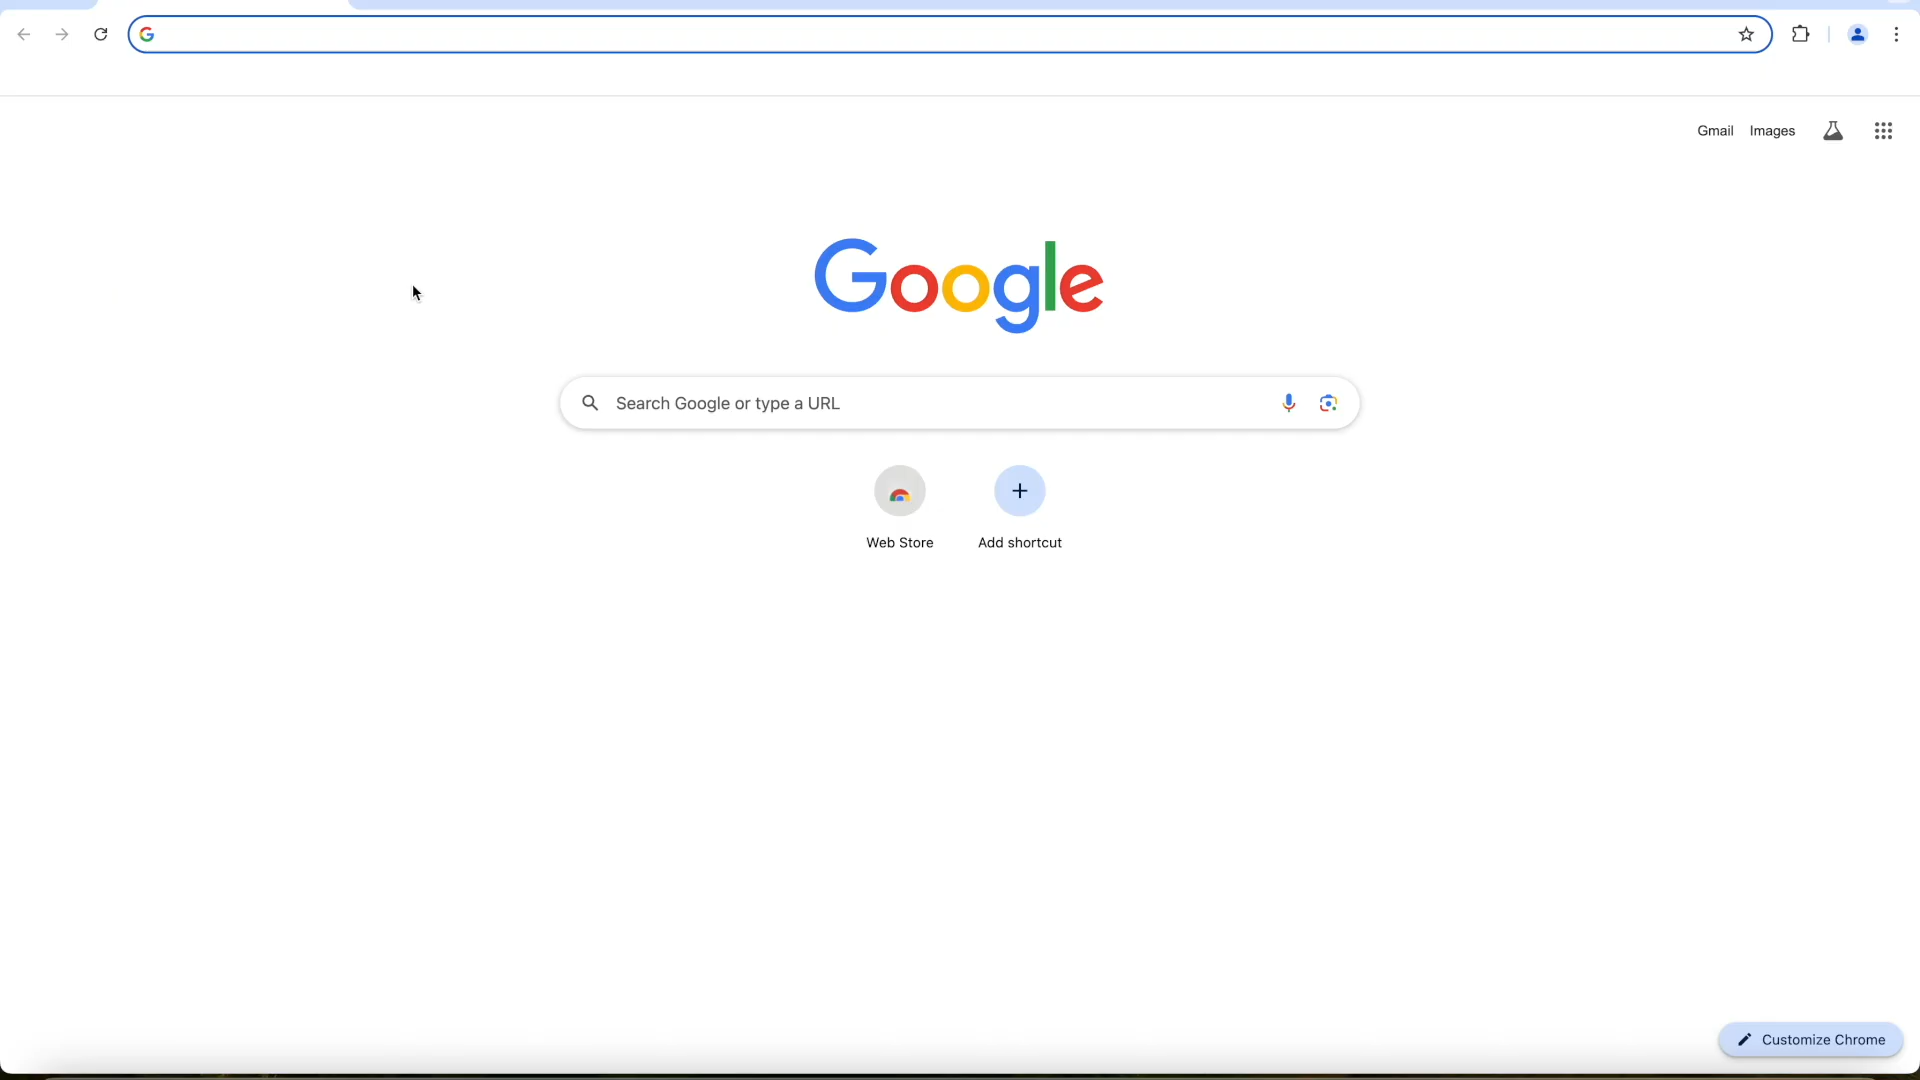 Gmail Images
Google
Search Google or type a URL
Web Store
Add shortcut
Customize Chrome